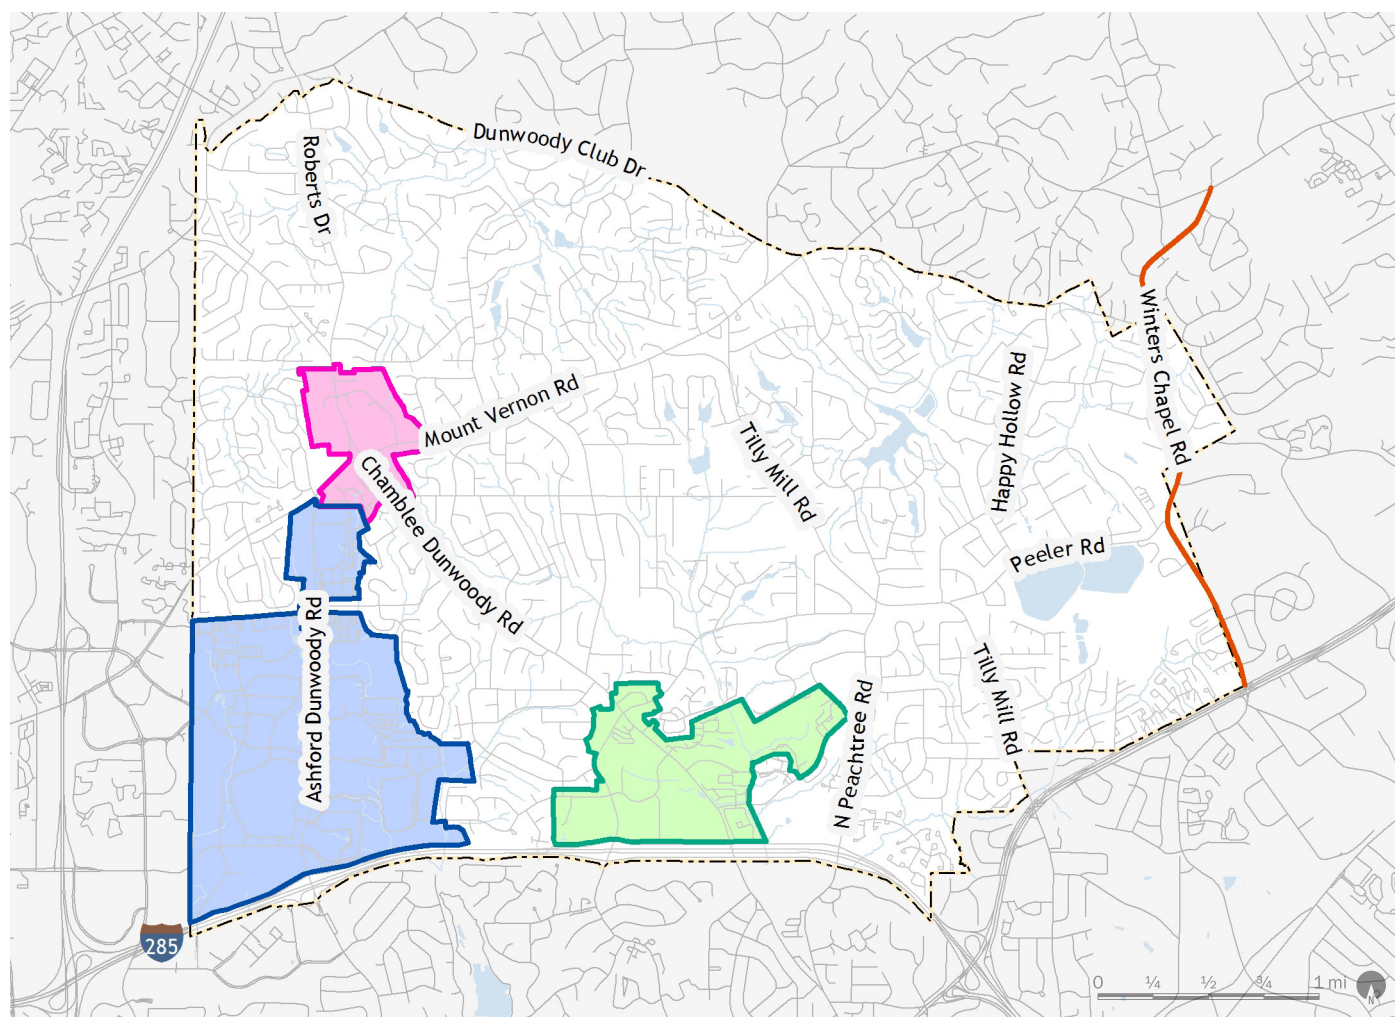 Dunwoody Club Dr
Roberts Dr
Winters Chapel Rd
Mount Vernon Rd
Happy Hollow Rd
Tilly Mill Rd
Chamblee Dunwoody Rd
Peeler Rd
Ashford Dunwoody Rd
Tilly Mill Rd
N Peachtree Rd
285
0 ¼ ½ ¾ 1 mi
N